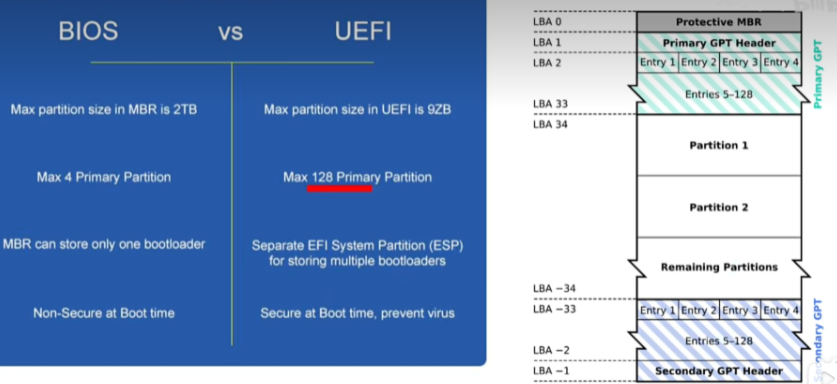 BIOS
vs
UEFI
Max partition size in MBR is 2TB
Max partition size in UEFI is 9ZB
Max 4 Primary Partition
Max 128 Primary Partition
MBR can store only one bootloader
Separate EFI System Partition (ESP)
for storing multiple bootloaders
Non-Secure at Boot time
Secure at Boot time, prevent virus
LBA 0
Protective MBR
LBA 1
Primary GPT Header
LBA 2
Entry 1 Entry 2 Entry 3 Entry 4
Entries 5–128
LBA 33
LBA 34
Primary GPT
Partition 1
Partition 2
Remaining Partitions
LBA −34
LBA −33
Entry 1 Entry 2 Entry 3 Entry 4
Entries 5–128
LBA −2
LBA −1
Secondary GPT Header
GPT